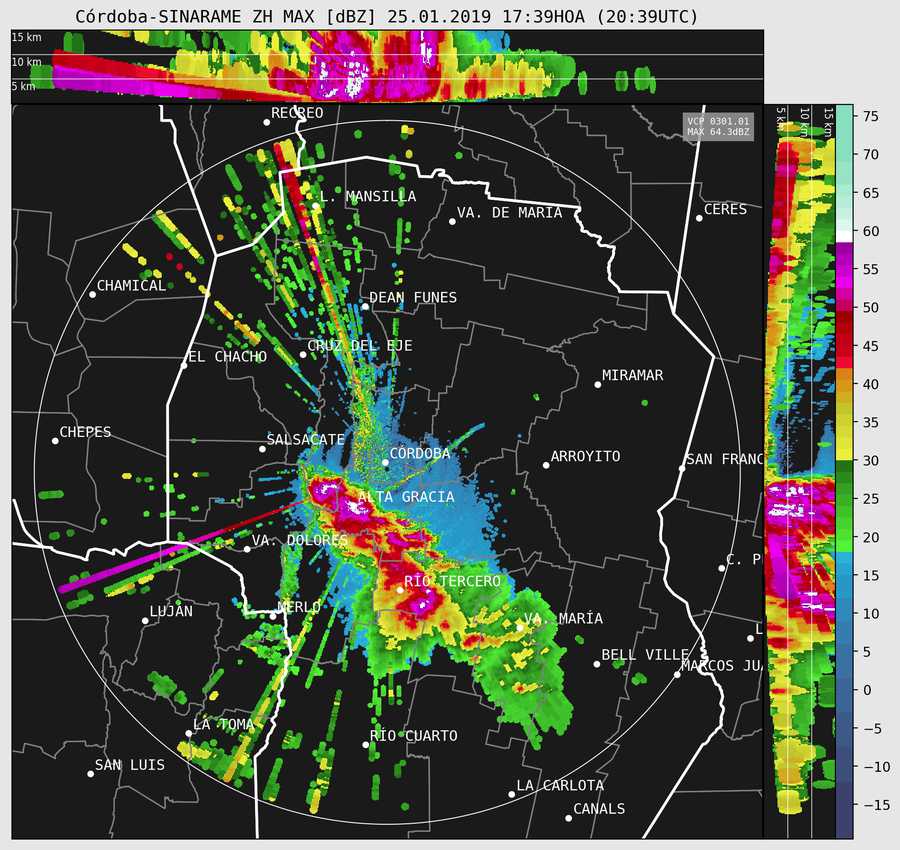 Córdoba-SINARAME ZH MAX [dBZ] 25.01.2019 17:39HOA (20:39UTC)
15 km
10 km
5 km
RECREO
VCP 0301.01
MAX 64.3dBZ
5 km
10 km
15 km
L. MANSILLA
VA. DE MARÍA
CERES
CHAMICAL
DEAN FUNES
CRUZ DEL EJE
EL CHACHO
MIRAMAR
CHEPES
SALSACATE
CÓRDOBA
ARROYITO
SAN FRANC
ALTA GRACIA
VA. DOLORES
C. P
RÍO TERCERO
LUJÁN
MERLO
VA. MARÍA
L
BELL VILLE
MARCOS JU
LA TOMA
RÍO CUARTO
SAN LUIS
LA CARLOTA
CANALS
75
70
65
60
55
50
45
40
35
30
25
20
15
10
5
0
−5
−10
−15